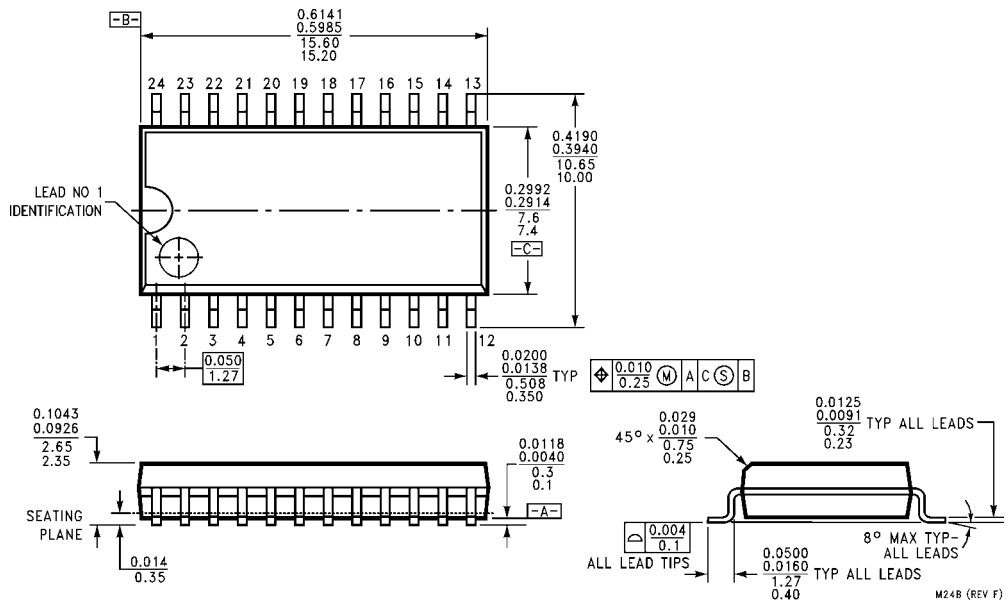 -B-
0.6141
0.5985
15.60
15.20
24 23 22 21 20 19 18 17 16 15 14 13
LEAD NO 1
IDENTIFICATION
0.4190
0.3940
10.65
10.00
0.2992
0.2914
7.6
7.4
-C-
1 2 3 4 5 6 7 8 9 10 11 12
0.050
1.27
0.0200
0.0138
0.508
0.350
TYP
0.010
0.25
M A C S B
0.1043
0.0926
2.65
2.35
SEATING
PLANE
0.014
0.35
0.0118
0.0040
0.3
0.1
-A-
45° x
0.029
0.010
0.75
0.25
0.0125
0.0091
0.32
0.23
TYP ALL LEADS
0.004
0.1
ALL LEAD TIPS
0.0500
0.0160
1.27
0.40
TYP ALL LEADS
8° MAX TYP-
ALL LEADS
M24B (REV F)